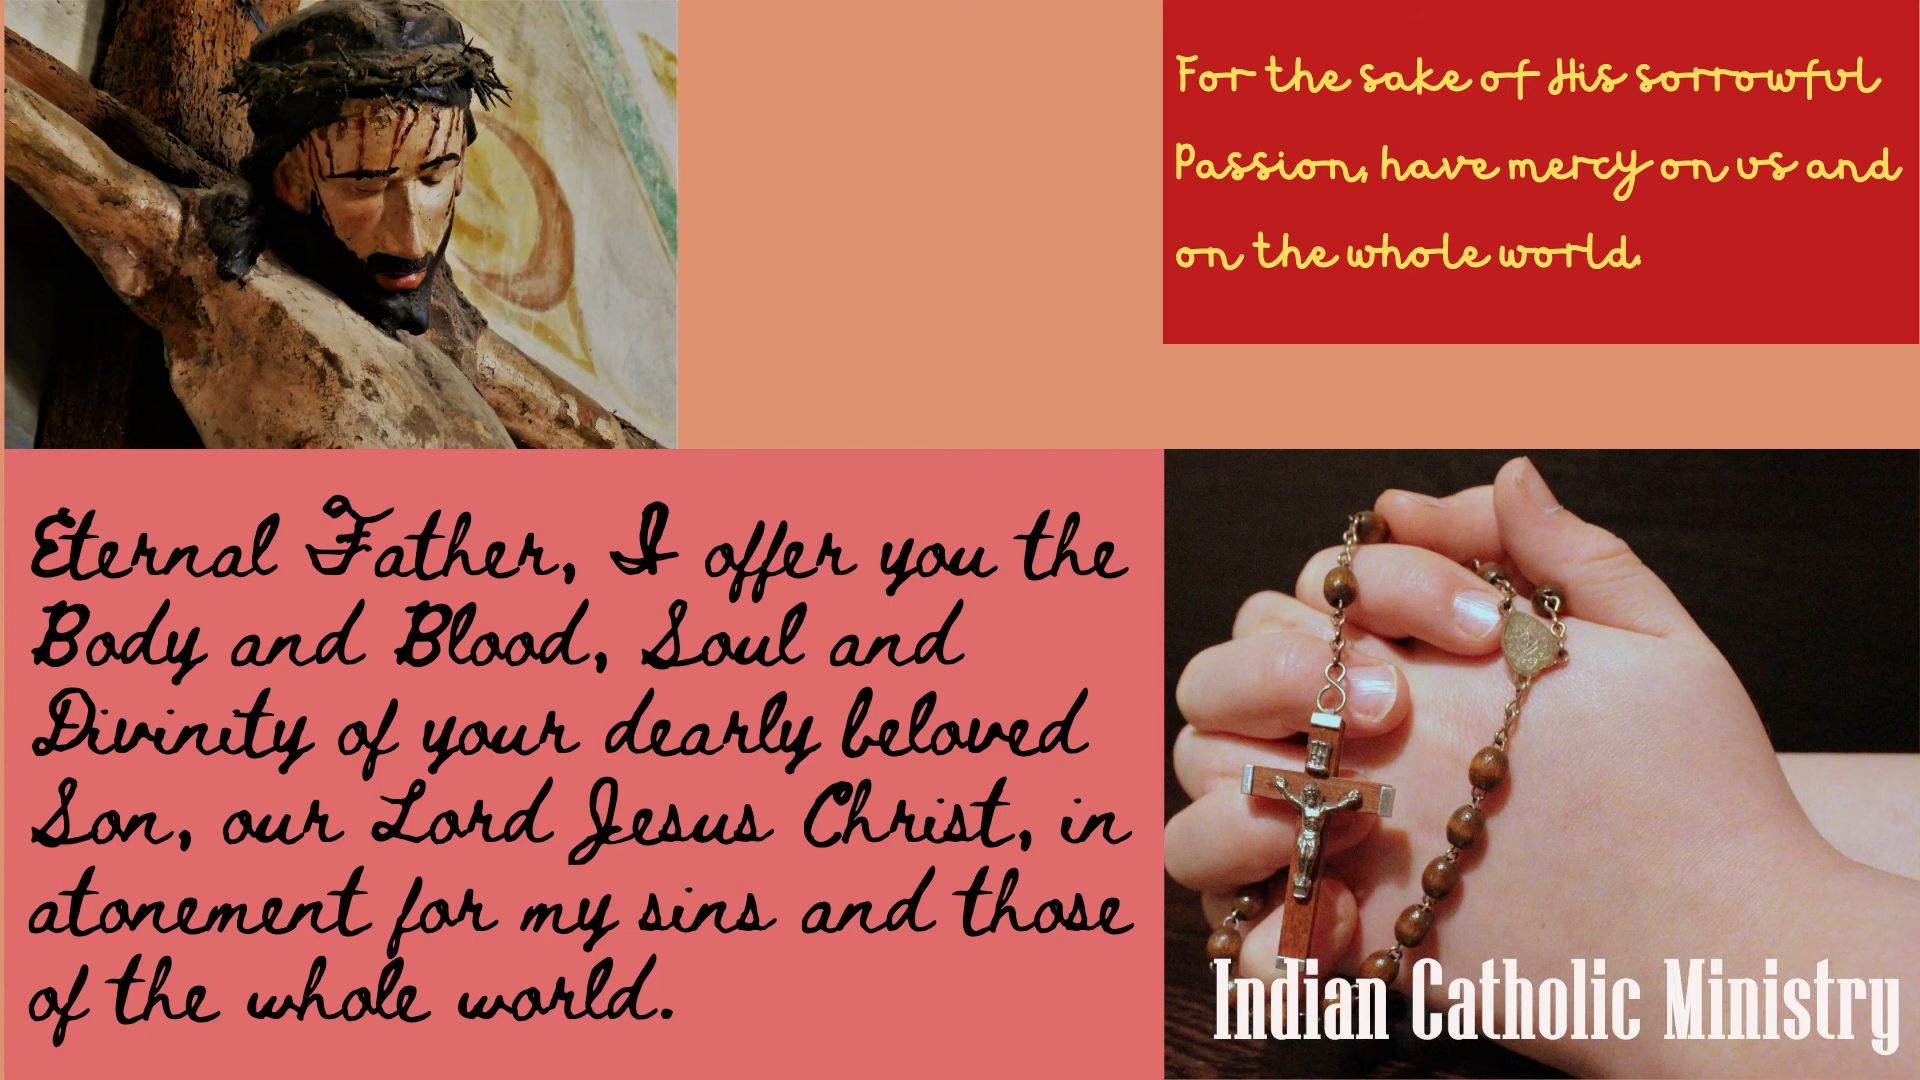 For the sake of His sorrowful
Passion, have mercy on us and
on the whole world.
Eternal Father, I offer you the
Body and Blood, Soul and
Divinity of your dearly beloved
Son, our Lord Jesus Christ, in
atonement for my sins and those
of the whole world.
Indian Catholic Ministry